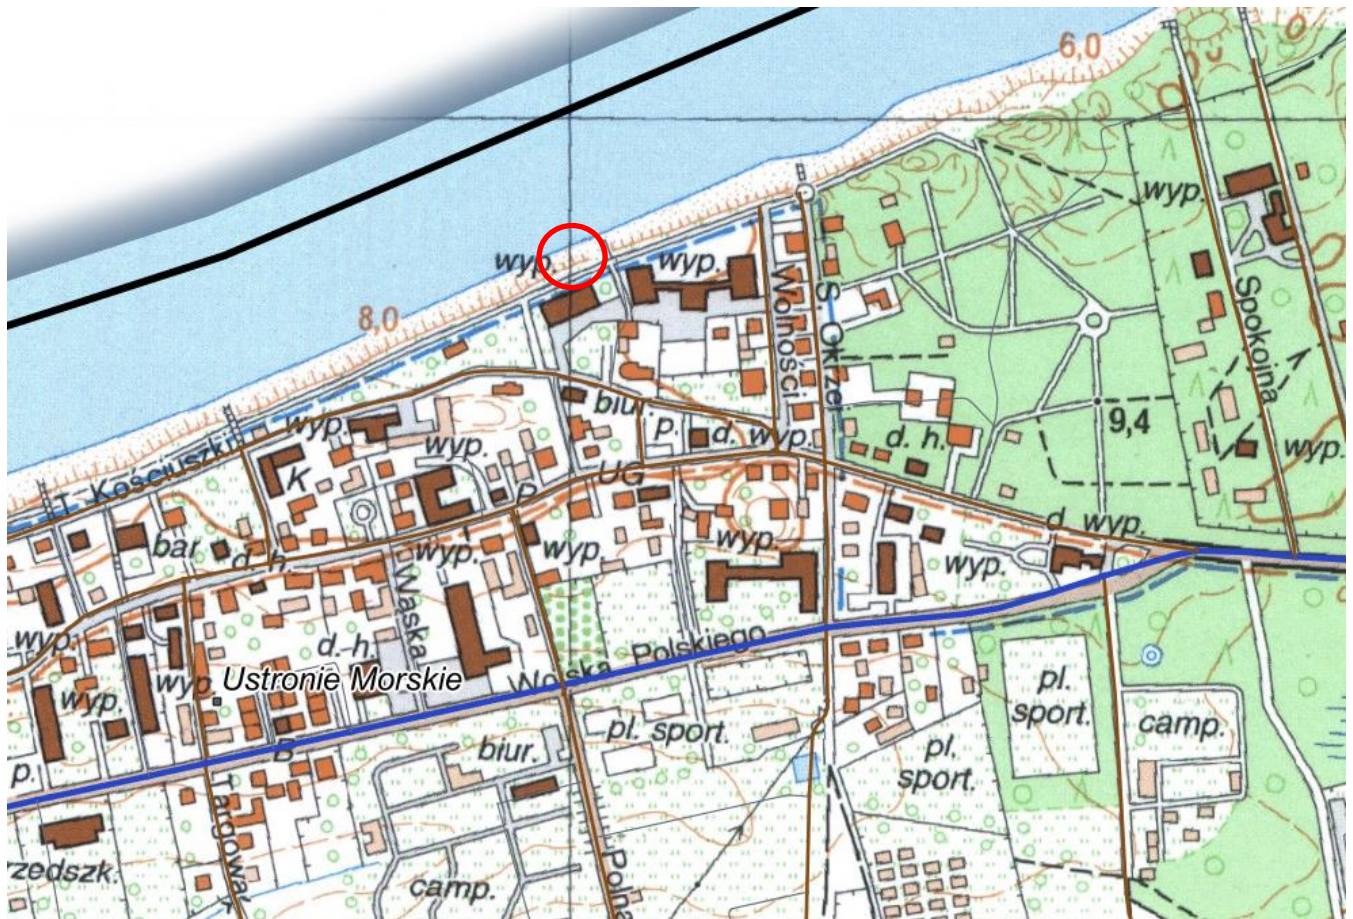 6,0
wyp.
wyp.
wyp.
8,0
Wolności
S. Okrzei
Spokojna
9,4
biur.
p.
d. wyp.
d. h.
wyp.
wyp.
wyp.
T. Kościuszki
K
P
UG
bar
d. h.
wyp.
wyp.
wyp.
d. wyp.
wyp.
Wąska
d. h.
Wojska Polskiego
wyp.
wyp.
wyp.
Ustronie Morskie
pl.
sport.
pl. sport.
camp.
biur.
B
p.
pl.
sport.
Targowa
rzedszk.
camp.
Polna